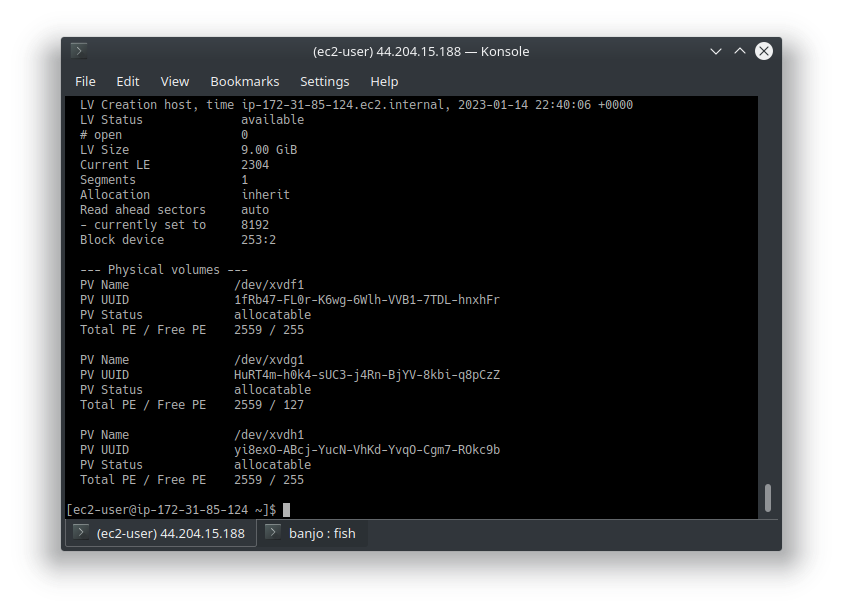 (ec2-user) 44.204.15.188 — Konsole
File Edit View Bookmarks Settings Help
LV Creation host, time ip-172-31-85-124.ec2.internal, 2023-01-14 22:40:06 +0000
LV Status available
# open 0
LV Size 9.00 GiB
Current LE 2304
Segments 1
Allocation inherit
Read ahead sectors auto
- currently set to 8192
Block device 253:2
--- Physical volumes ---
PV Name /dev/xvdf1
PV UUID 1fRb47-FL0r-K6wg-6Wlh-VVB1-7TDL-hnxhFr
PV Status allocatable
Total PE / Free PE 2559 / 255
PV Name /dev/xvdg1
PV UUID HuRT4m-h0k4-sUC3-j4Rn-BjYV-8kbi-q8pCzZ
PV Status allocatable
Total PE / Free PE 2559 / 127
PV Name /dev/xvdh1
PV UUID yi8exO-ABcj-YucN-VhKd-YvqO-Cgm7-ROkc9b
PV Status allocatable
Total PE / Free PE 2559 / 255
[ec2-user@ip-172-31-85-124 ~]$
(ec2-user) 44.204.15.188 banjo : fish